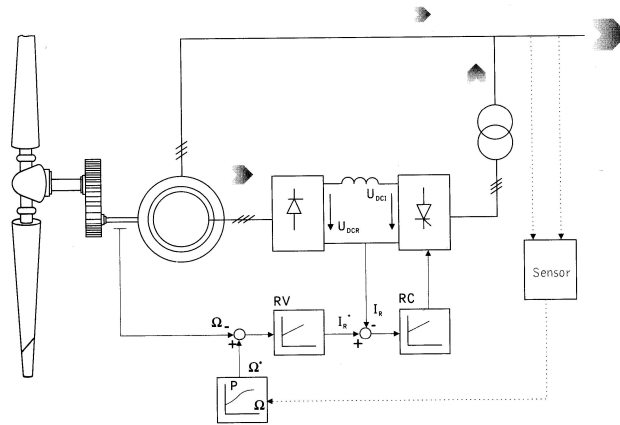 U_DCI
U_DCR
Sensor
RV
RC
I_R
I_R*
Ω
-
+
-
+
Ω*
P
Ω